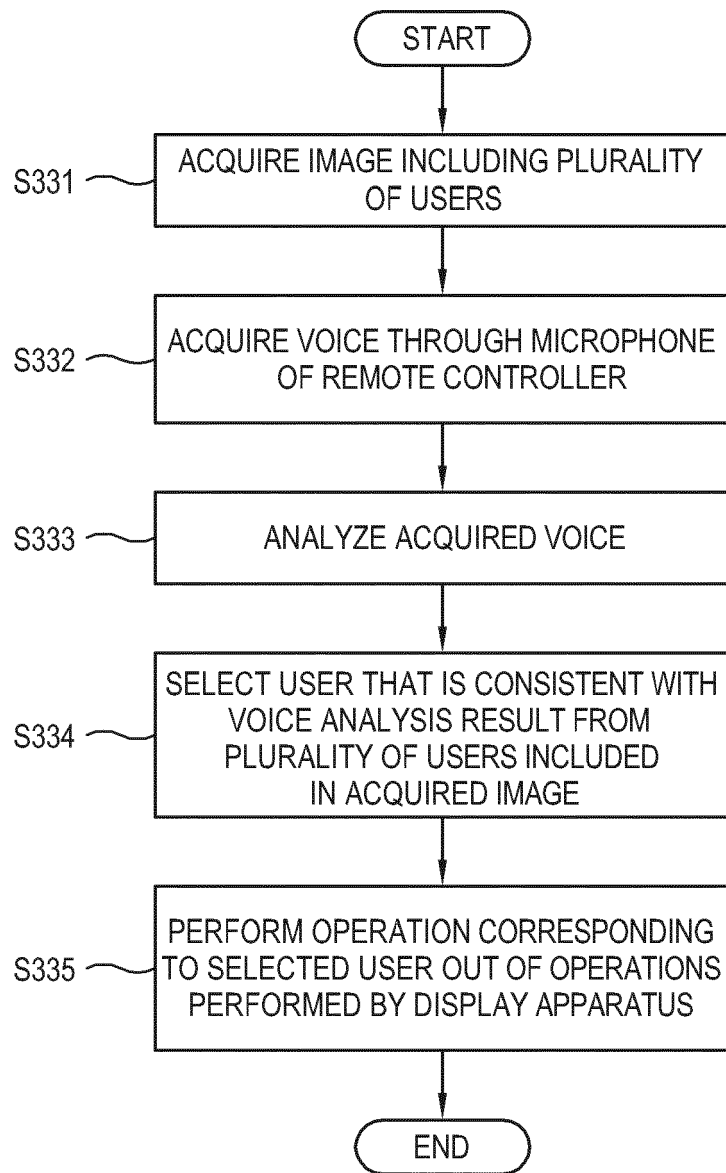 START
S331
ACQUIRE IMAGE INCLUDING PLURALITY
OF USERS
S332
ACQUIRE VOICE THROUGH MICROPHONE
OF REMOTE CONTROLLER
S333
ANALYZE ACQUIRED VOICE
S334
SELECT USER THAT IS CONSISTENT WITH
VOICE ANALYSIS RESULT FROM
PLURALITY OF USERS INCLUDED
IN ACQUIRED IMAGE
S335
PERFORM OPERATION CORRESPONDING
TO SELECTED USER OUT OF OPERATIONS
PERFORMED BY DISPLAY APPARATUS
END